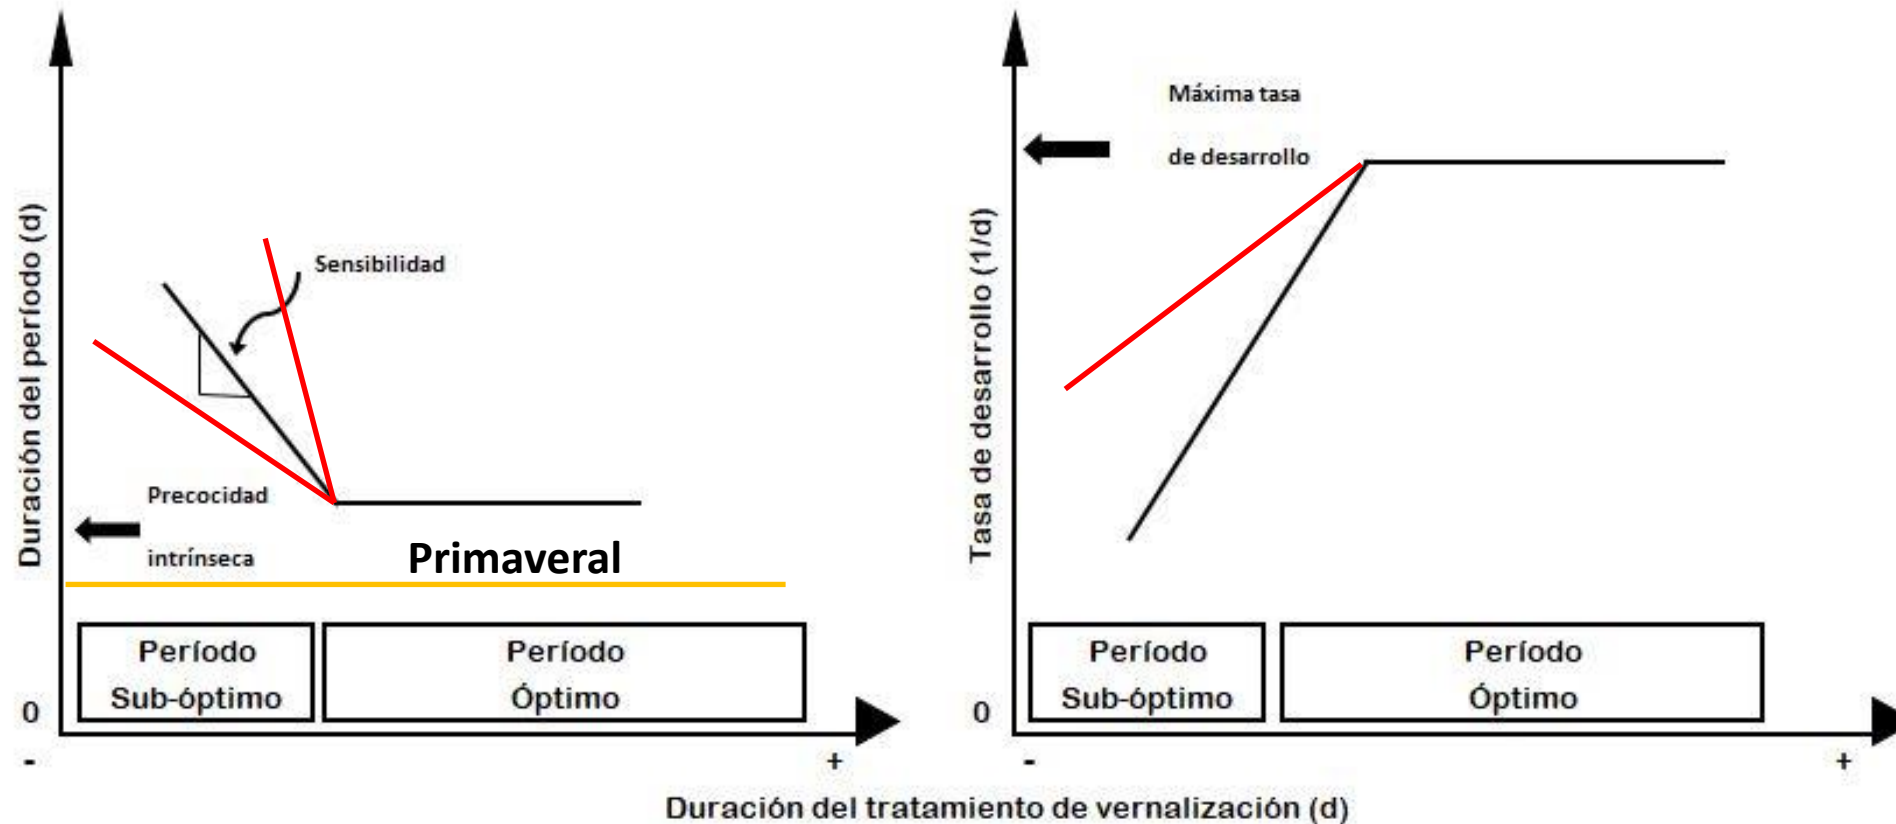 Duración del período (d)
Sensibilidad
Precocidad
intrínseca
Primaveral
Período
Sub-óptimo
Período
Óptimo
0
-
+
Tasa de desarrollo (1/d)
Máxima tasa
de desarrollo
Período
Sub-óptimo
Período
Óptimo
0
-
+
Duración del tratamiento de vernalización (d)